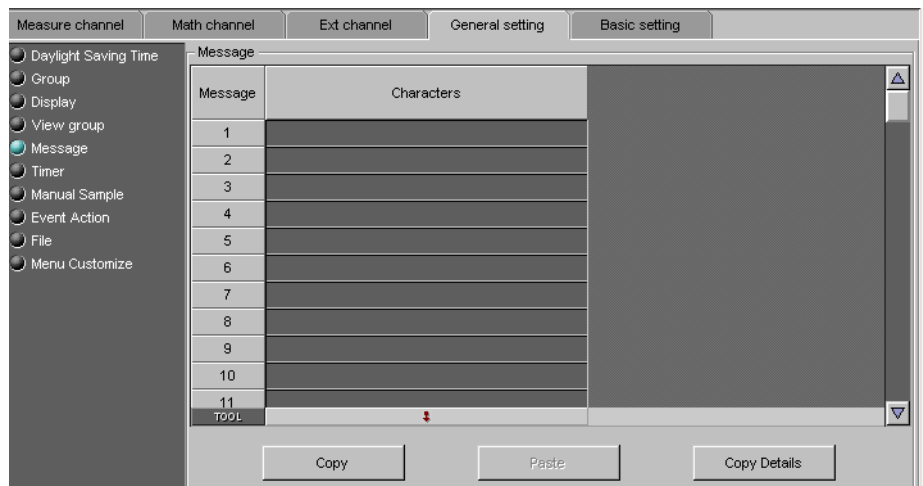 Measure channel Math channel Ext channel General setting Basic setting
Daylight Saving Time
Group
Display
View group
Message
Timer
Manual Sample
Event Action
File
Menu Customize
Message
Message Characters
1
2
3
4
5
6
7
8
9
10
11
TOOL
Copy Paste Copy Details